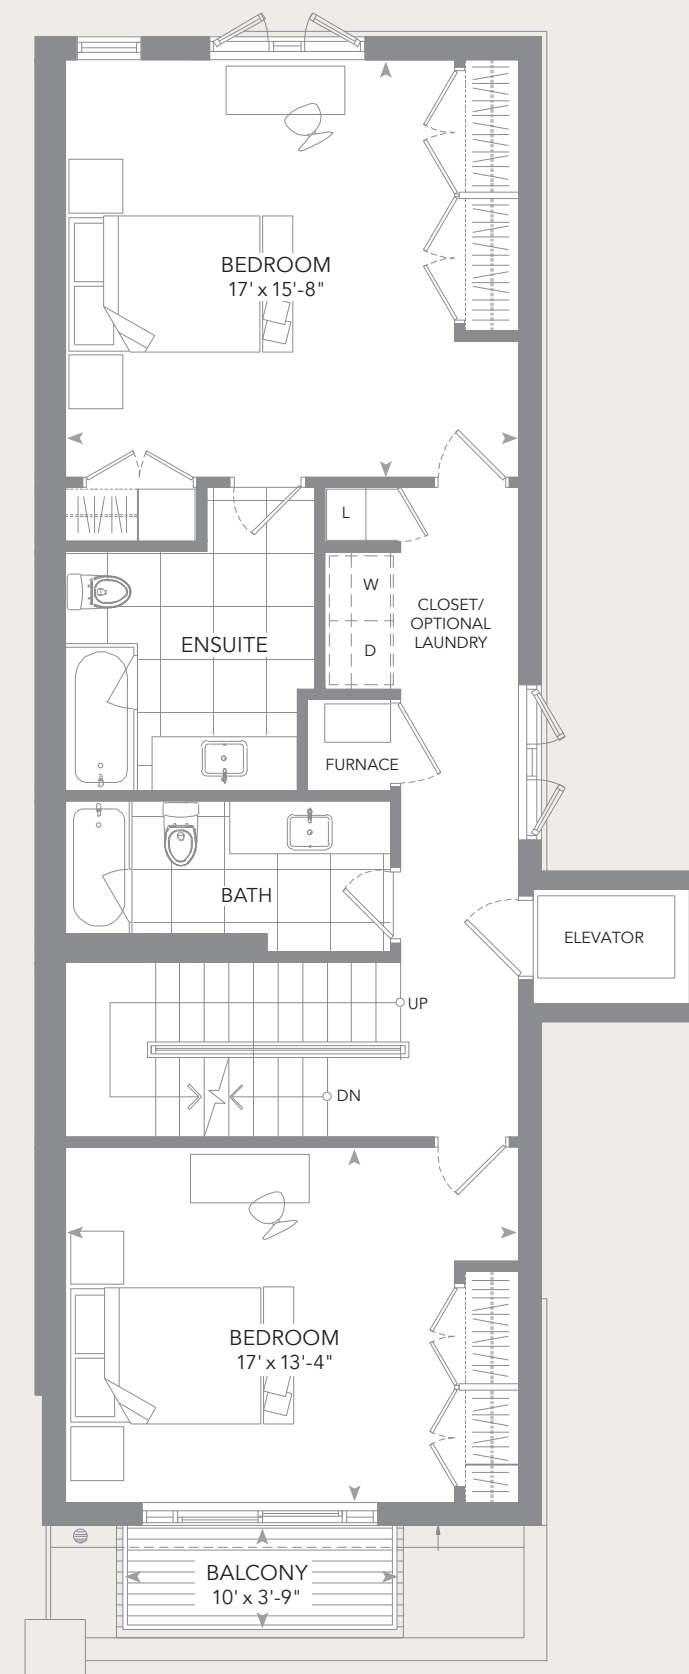 BEDROOM
17' x 15'-8"
L
W
CLOSET/
OPTIONAL
LAUNDRY
ENSUITE
D
FURNACE
BATH
ELEVATOR
UP
DN
BEDROOM
17' x 13'-4"
BALCONY
10' x 3'-9"